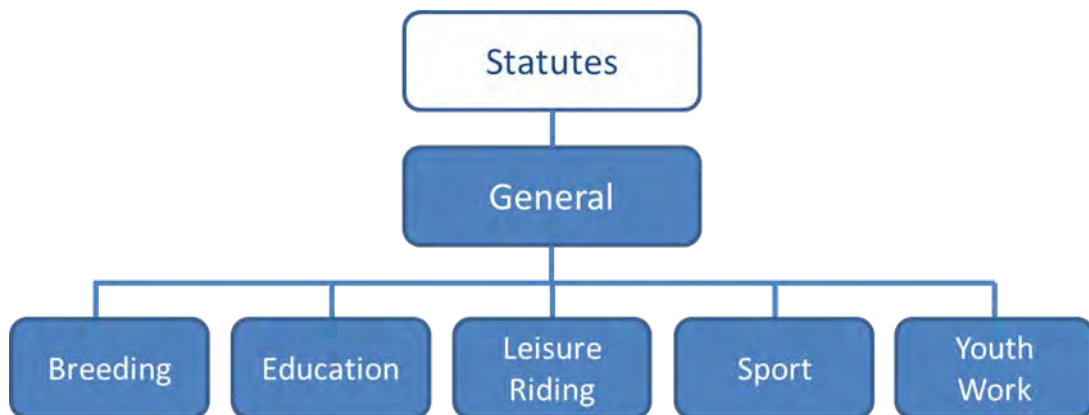 Statutes
General
Breeding
Education
Leisure
Riding
Sport
Youth
Work